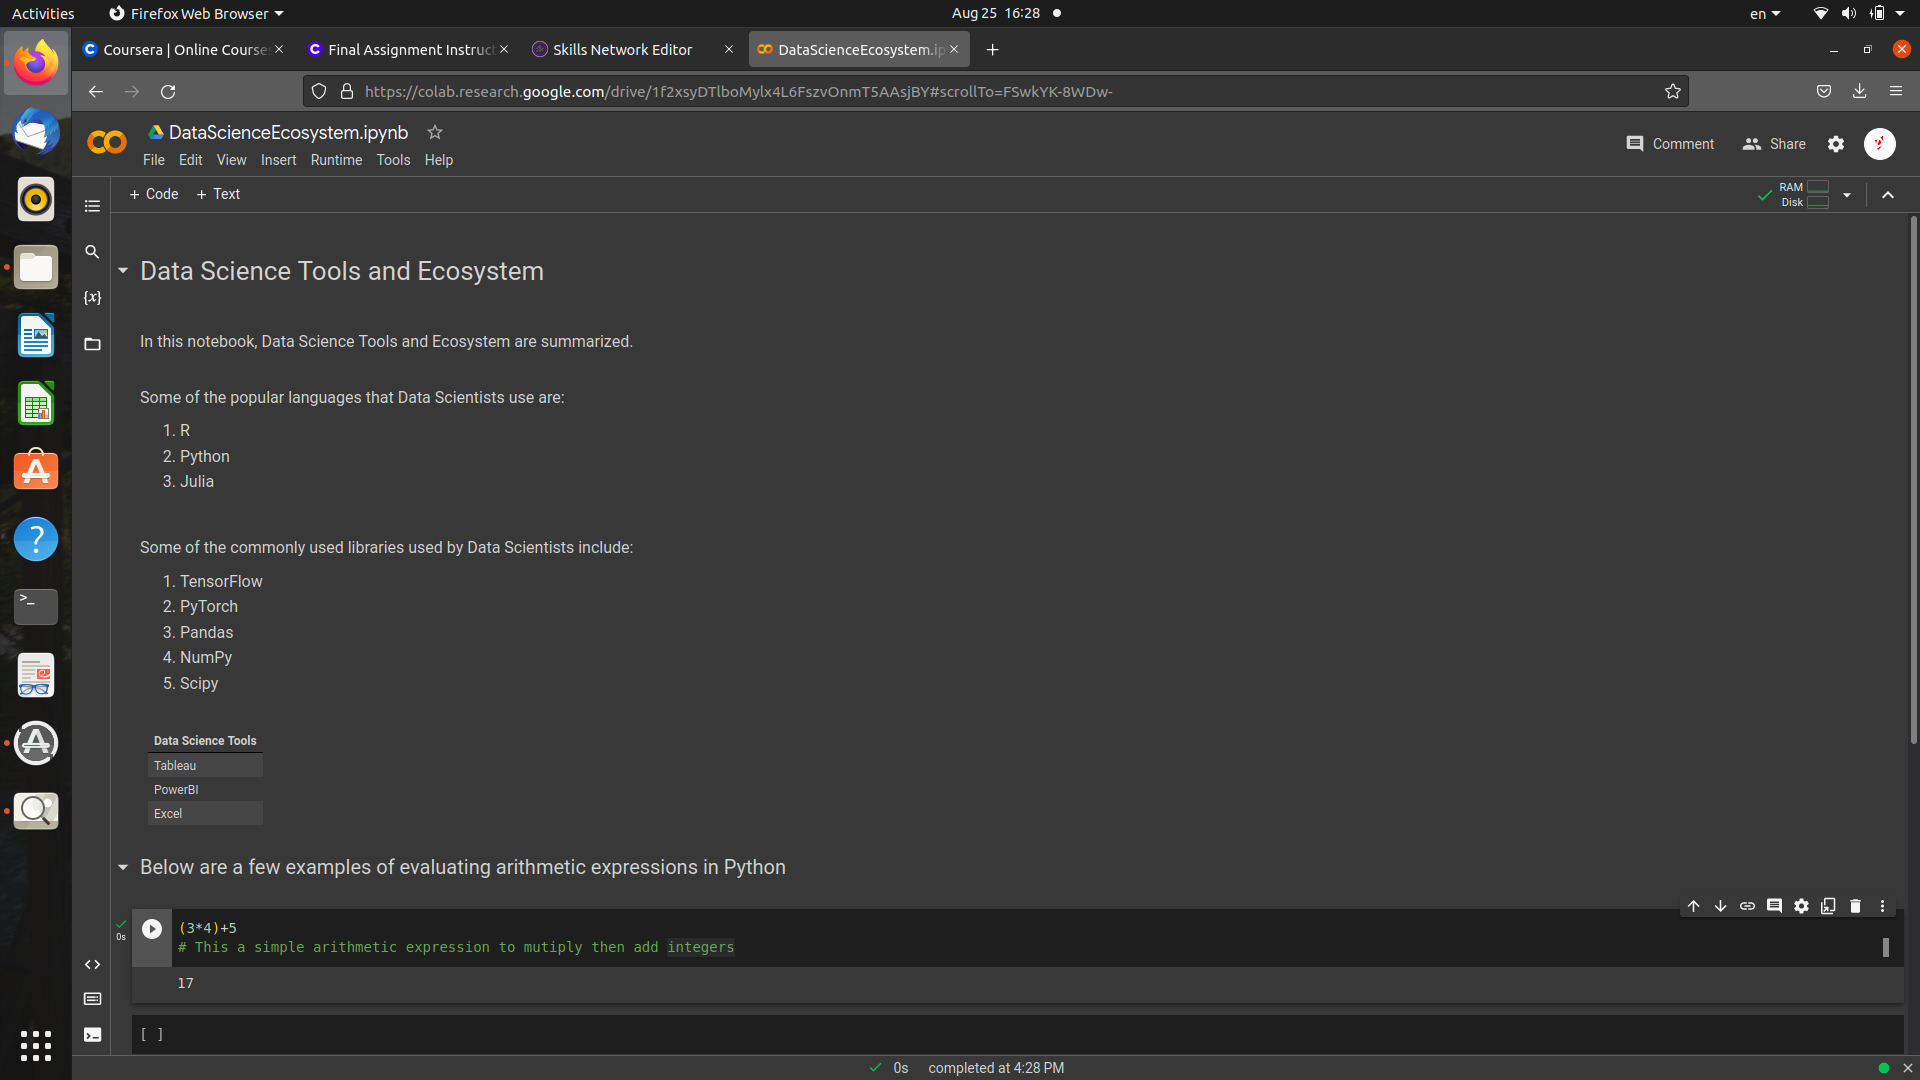 Activities Firefox Web Browser Aug 25 16:28 en
Coursera | Online Course Final Assignment Instruct Skills Network Editor DataScienceEcosystem.ip
https://colab.research.google.com/drive/1f2xsyDTlboMylx4L6FszvOnmT5AAsjBY#scrollTo=FSwkYK-8WDw-
DataScienceEcosystem.ipynb
File Edit View Insert Runtime Tools Help
Comment Share
+ Code + Text
RAM
Disk
Data Science Tools and Ecosystem
In this notebook, Data Science Tools and Ecosystem are summarized.
Some of the popular languages that Data Scientists use are:
1. R
2. Python
3. Julia
Some of the commonly used libraries used by Data Scientists include:
1. TensorFlow
2. PyTorch
3. Pandas
4. NumPy
5. Scipy
Data Science Tools
Tableau
PowerBI
Excel
Below are a few examples of evaluating arithmetic expressions in Python
0s
(3*4)+5
# This a simple arithmetic expression to mutiply then add integers
17
[ ]
0s completed at 4:28 PM